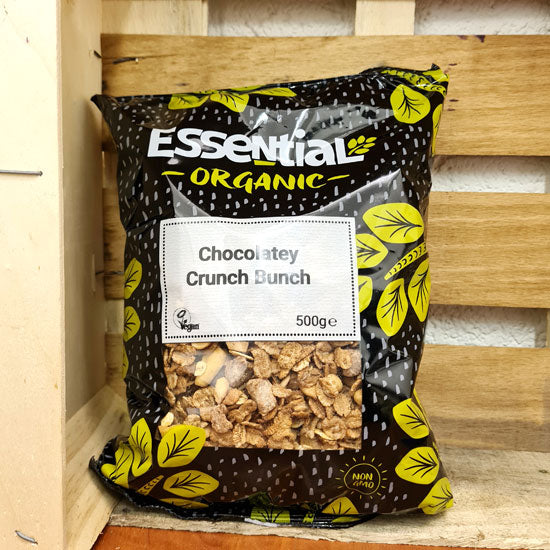 ESSENTIAL
ORGANIC
Chocolatey
Crunch Bunch
Vegan
500g℮
NON
GMO